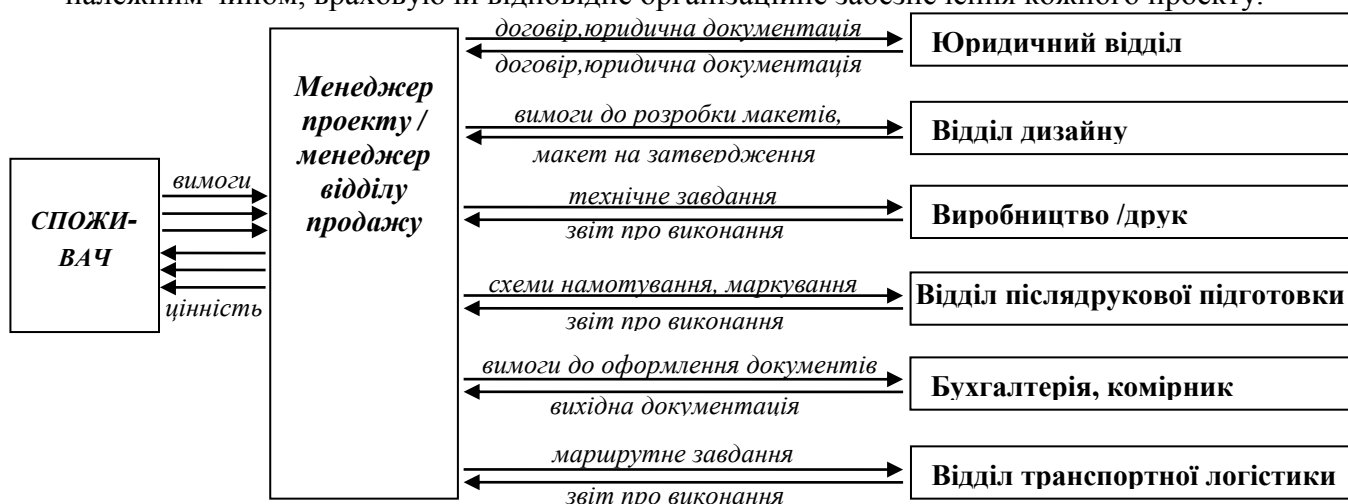 належним чином, враховуючи відповідне організаційне забезпечення кожного проекту.
договір,юридична документація
Юридичний відділ
договір,юридична документація
Менеджер
проекту /
менеджер
відділу
продажу
вимоги до розробки макетів,
Відділ дизайну
макет на затвердження
вимоги
СПОЖИ-
ВАЧ
цінність
технічне завдання
Виробництво /друк
звіт про виконання
схеми намотування, маркування
Відділ післядрукової підготовки
звіт про виконання
вимоги до оформлення документів
Бухгалтерія, комірник
вихідна документація
маршрутне завдання
Відділ транспортної логістики
звіт про виконання